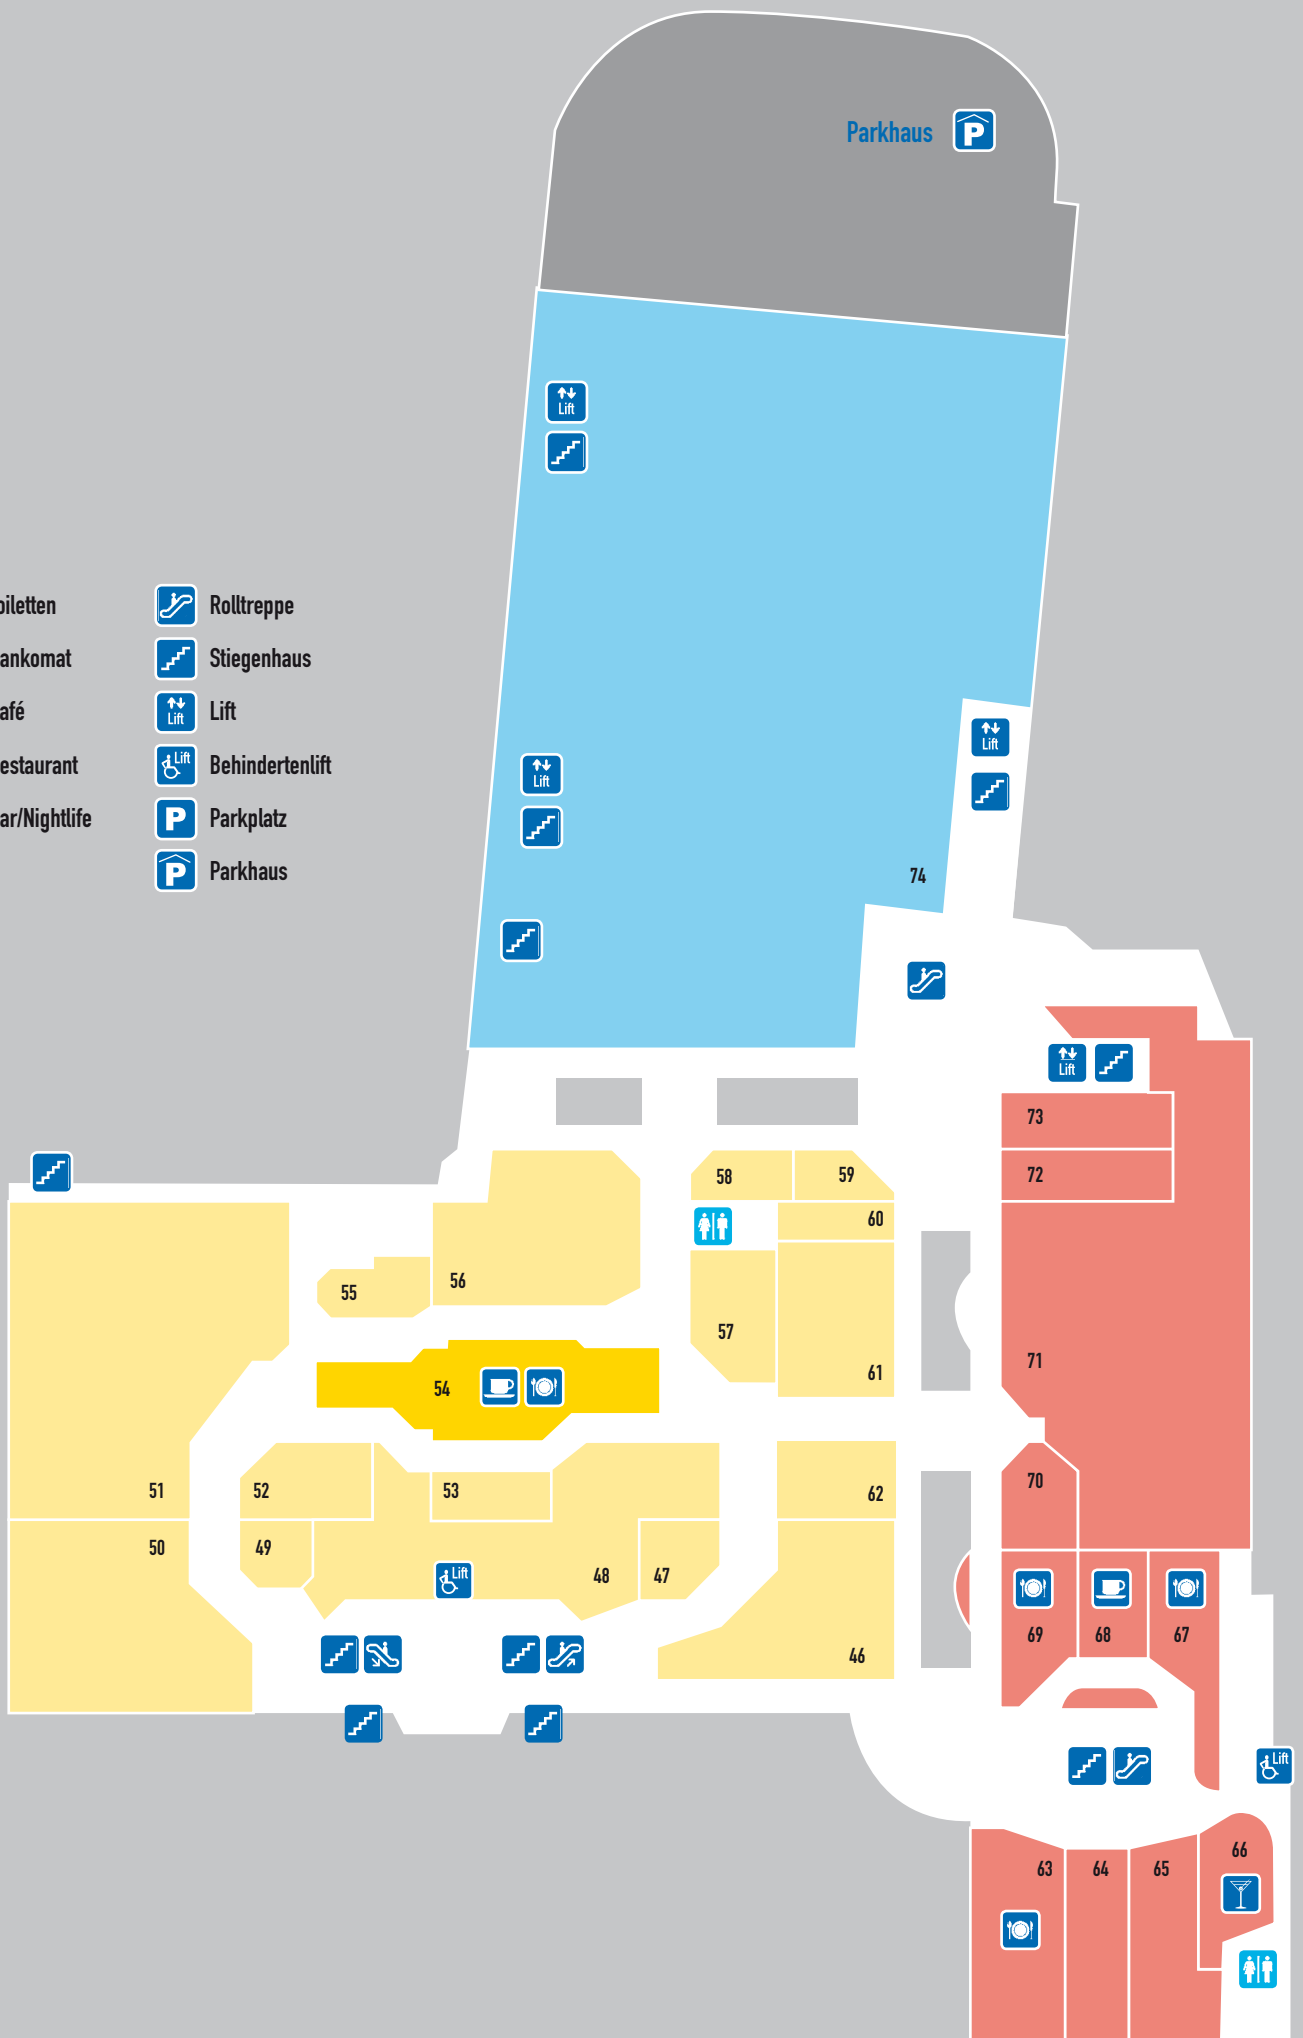 Parkhaus P
Lift
oiletten Rolltreppe
ankomat Stiegenhaus
afé Lift Lift
estaurant Lift Behindertenlift
ar/Nightlife P Parkplatz
P Parkhaus
Lift
Lift
74
Lift
73
72
58 59
60
55 56
57
61
71
54
51 52 53
62
70
50 49
48 47
Lift
46
69 68 67
Lift
63 64 65 66